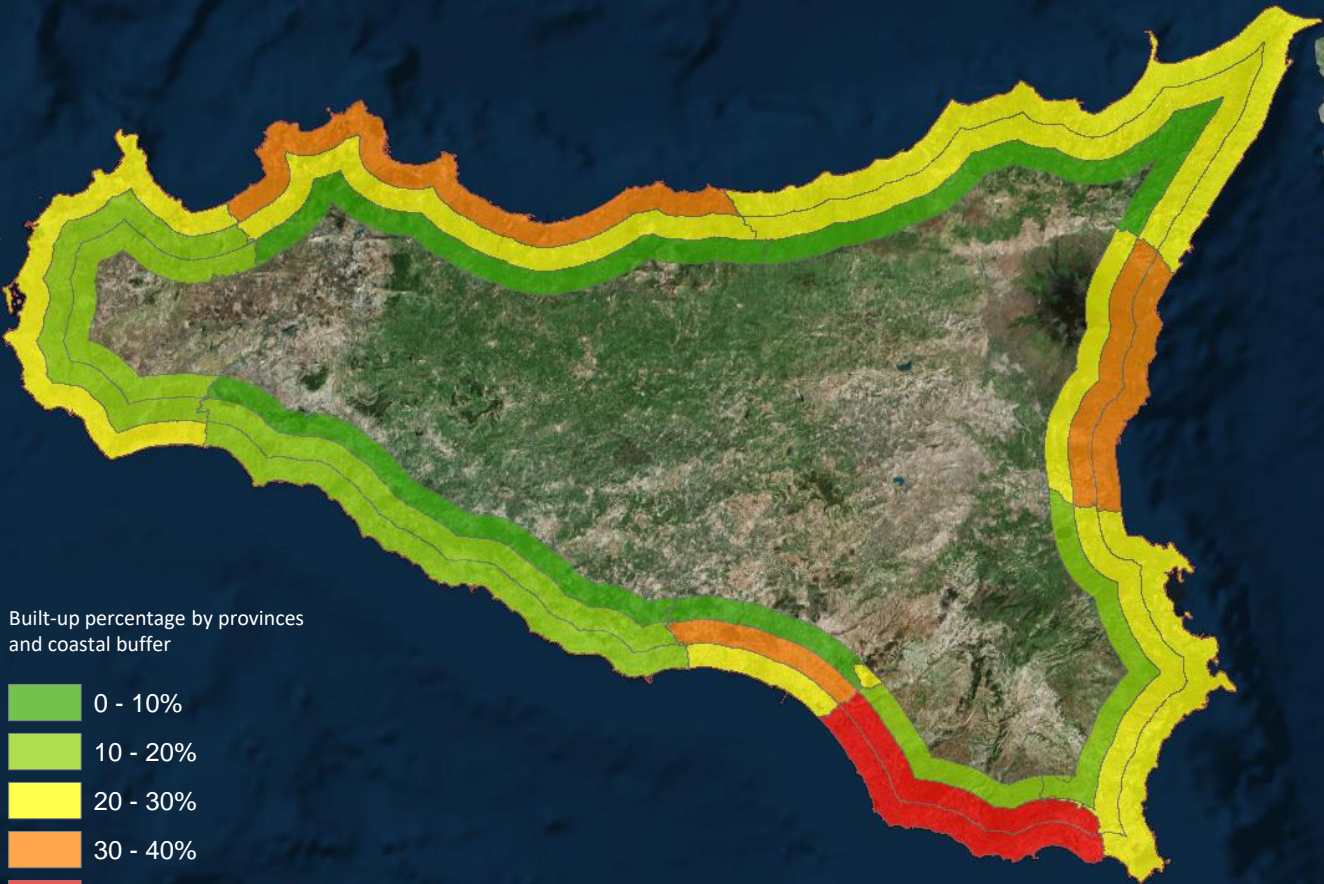 Built-up percentage by provinces
and coastal buffer
0 - 10%
10 - 20%
20 - 30%
30 - 40%